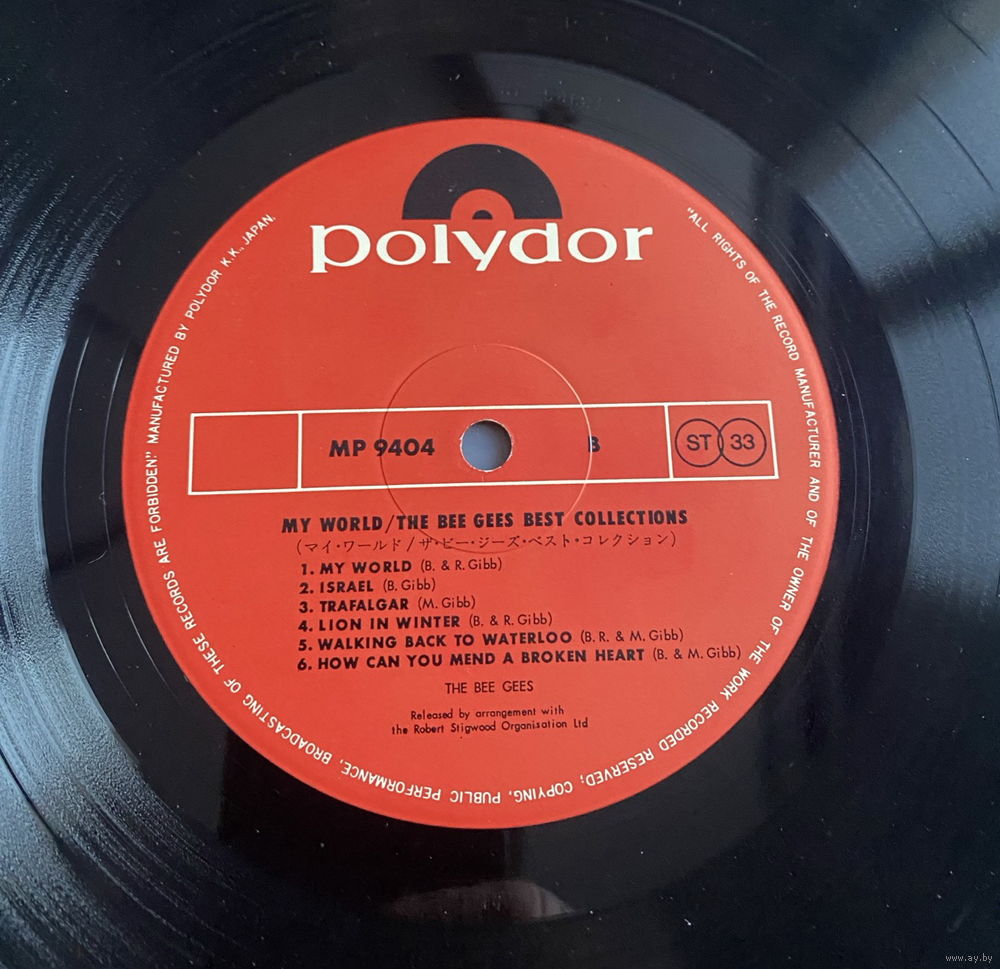 polydor
"ALL RIGHTS OF THE RECORD MANUFACTURER AND OF THE OWNER OF THE WORK RECORDED RESERVED; COPYING, PUBLIC PERFORMANCE, BROADCASTING OF THESE RECORDS ARE FORBIDDEN" MANUFACTURED BY POLYDOR K.K., JAPAN.
MP 9404 B ST 33
MY WORLD/THE BEE GEES BEST COLLECTIONS
(マイ・ワールド/ザ・ビー・ジーズ・ベスト・コレクション)
1. MY WORLD (B. & R. Gibb)
2. ISRAEL (B. Gibb)
3. TRAFALGAR (M. Gibb)
4. LION IN WINTER (B. & R. Gibb)
5. WALKING BACK TO WATERLOO (B. R. & M. Gibb)
6. HOW CAN YOU MEND A BROKEN HEART (B. & M. Gibb)
THE BEE GEES
Released by arrangement with
the Robert Stigwood Organisation Ltd
www.ay.by